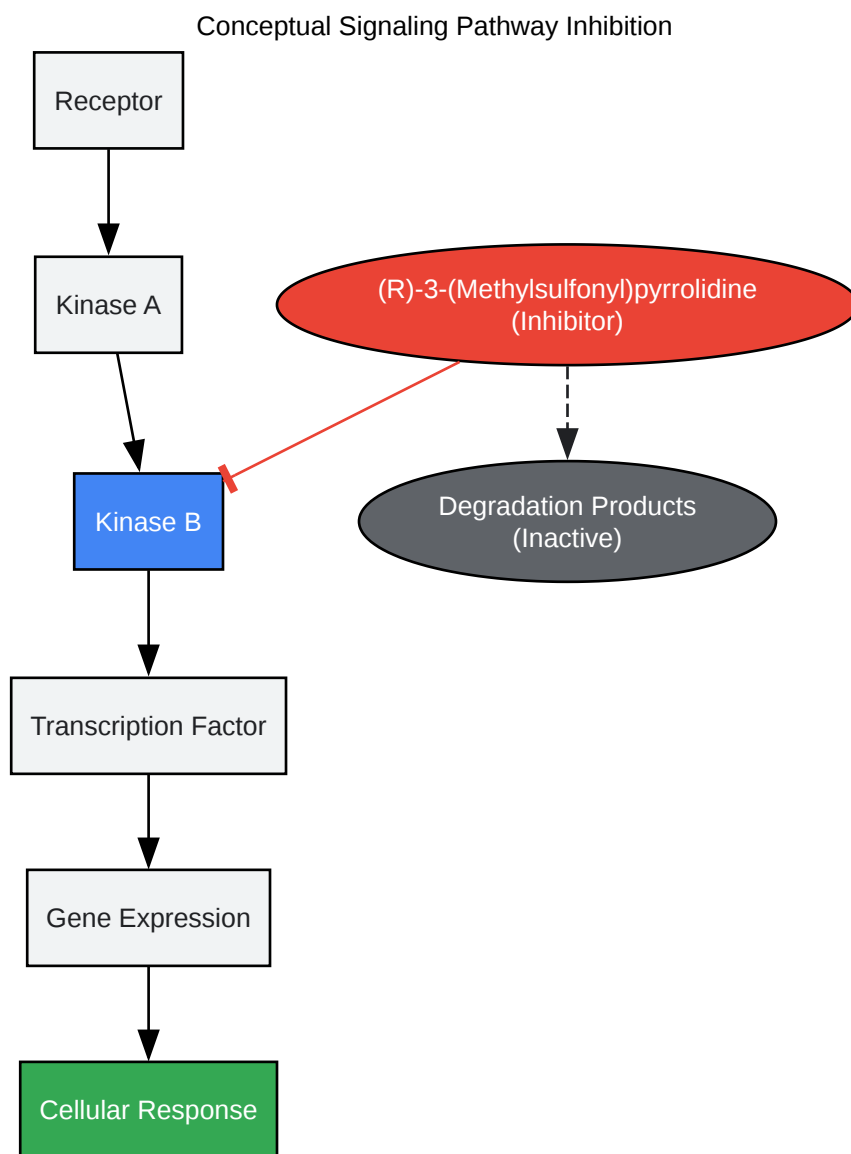 Conceptual Signaling Pathway Inhibition
Receptor
Kinase A
(R)-3-(Methylsulfonyl)pyrrolidine
(Inhibitor)
Kinase B
Degradation Products
(Inactive)
Transcription Factor
Gene Expression
Cellular Response